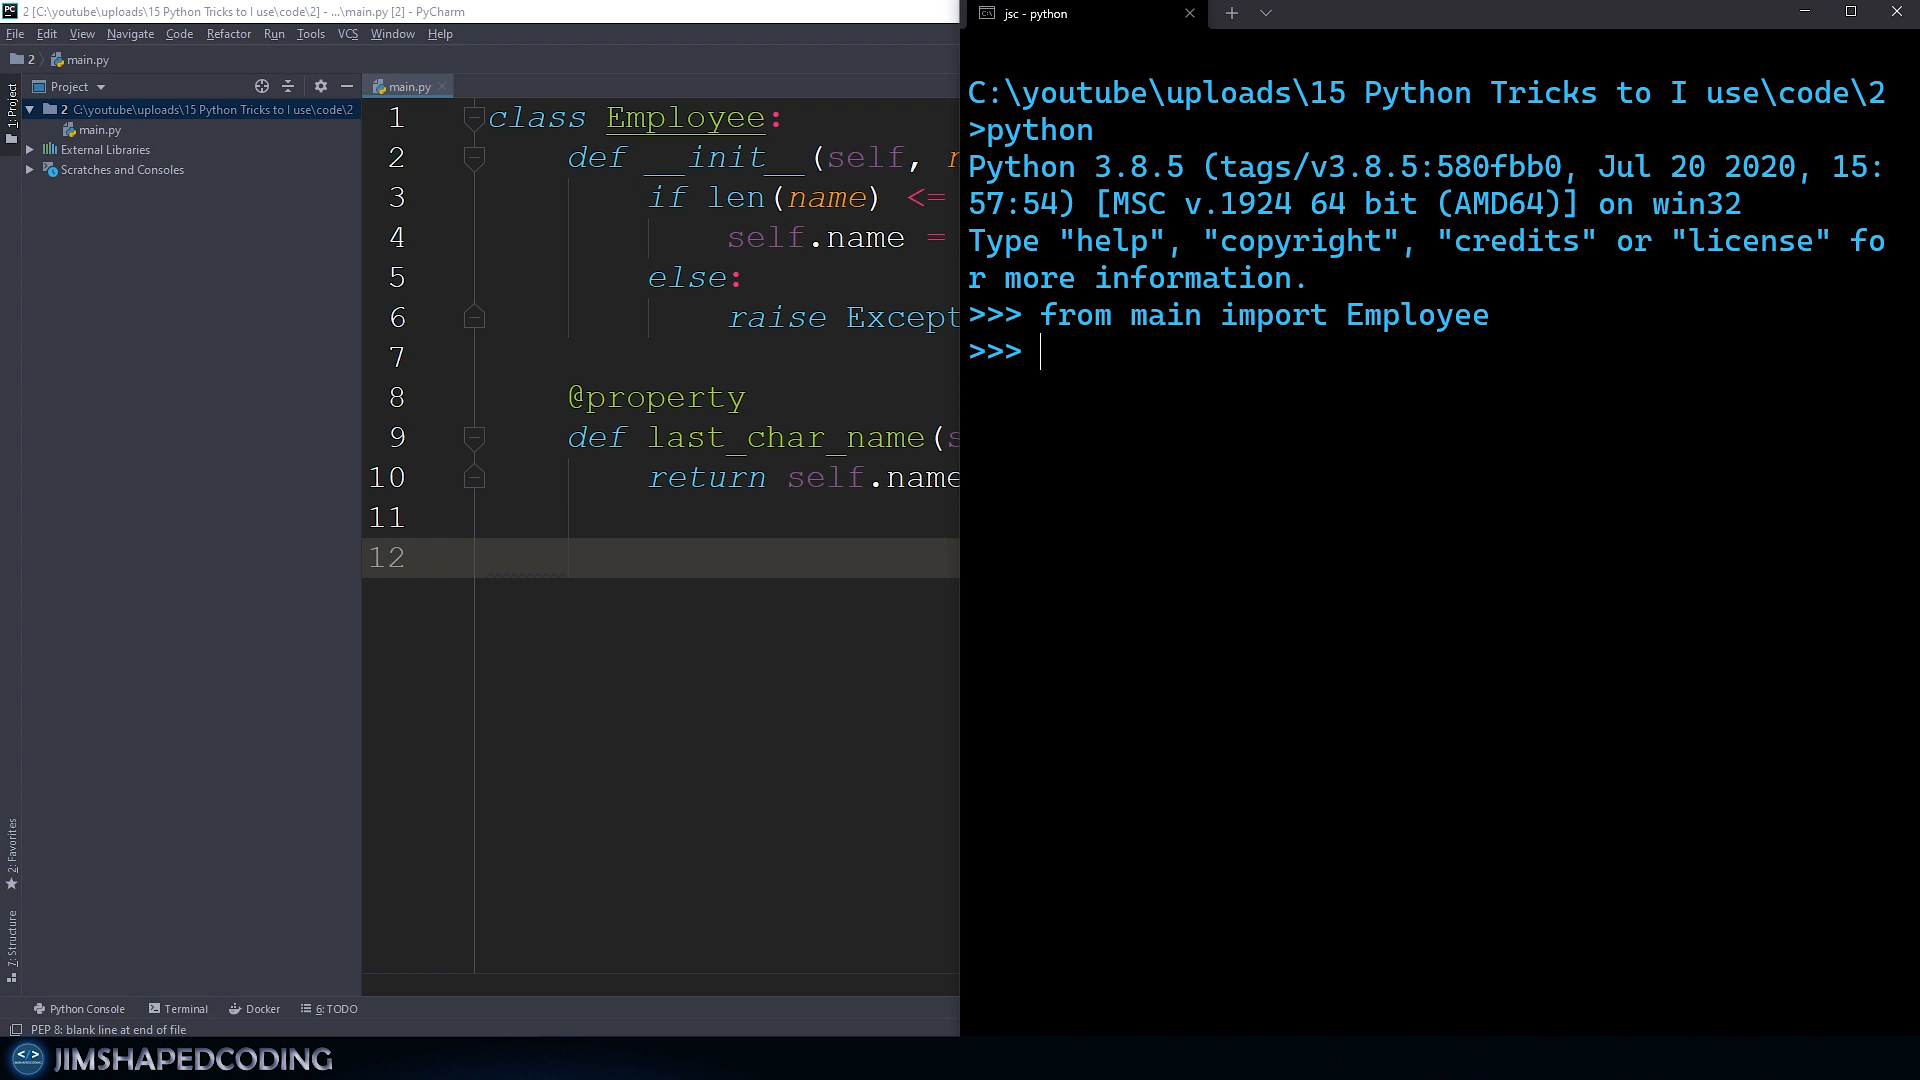 2 [C:\youtube\uploads\15 Python Tricks to I use\code\2] - ...\main.py [2] - PyCharm
File Edit View Navigate Code Refactor Run Tools VCS Window Help
2 main.py
Project
main.py
1: Project
2 C:\youtube\uploads\15 Python Tricks to I use\code\2
main.py
External Libraries
Scratches and Consoles
2: Favorites
7: Structure
1 class Employee:
2 def __init__(self, n
3 if len(name) <=
4 self.name =
5 else:
6 raise Except
7
8 @property
9 def last_char_name(s
10 return self.name
11
12
Python Console Terminal Docker 6: TODO
PEP 8: blank line at end of file
JIMSHAPEDCODING
jsc - python
C:\youtube\uploads\15 Python Tricks to I use\code\2
>python
Python 3.8.5 (tags/v3.8.5:580fbb0, Jul 20 2020, 15:
57:54) [MSC v.1924 64 bit (AMD64)] on win32
Type "help", "copyright", "credits" or "license" fo
r more information.
>>> from main import Employee
>>>